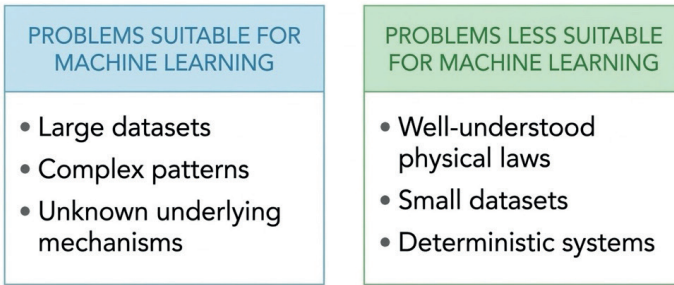 PROBLEMS SUITABLE FOR
MACHINE LEARNING
• Large datasets
• Complex patterns
• Unknown underlying
mechanisms
PROBLEMS LESS SUITABLE
FOR MACHINE LEARNING
• Well-understood
physical laws
• Small datasets
• Deterministic systems